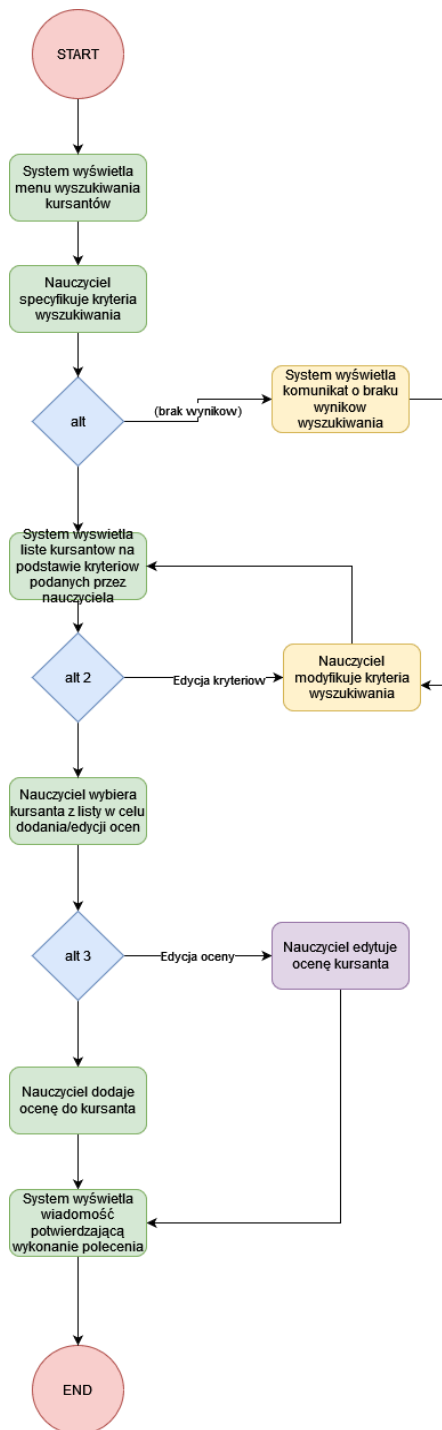 START
System wyświetla
menu wyszukiwania
kursantów
Nauczyciel
specyfikuje kryteria
wyszukiwania
alt
(brak wynikow)
System wyświetla
komunikat o braku
wynikow
wyszukiwania
System wyswietla
liste kursantow na
podstawie kryteriow
podanych przez
nauczyciela
alt 2
Edycja kryteriow
Nauczyciel
modyfikuje kryteria
wyszukiwania
Nauczyciel wybiera
kursanta z listy w celu
dodania/edycji ocen
alt 3
Edycja oceny
Nauczyciel edytuje
ocenę kursanta
Nauczyciel dodaje
ocenę do kursanta
System wyświetla
wiadomość
potwierdzającą
wykonanie polecenia
END